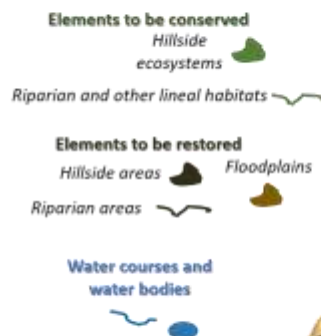 Elements to be conserved
Hillside
ecosystems
Riparian and other lineal habitats
Elements to be restored
Hillside areas
Floodplains
Riparian areas
Water courses and
water bodies